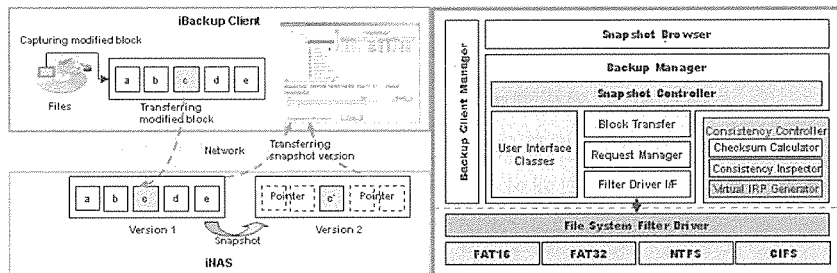 iBackup Client
Capturing modified block
a b c d e
Files
Transferring
modified block
Transferring
snapshot version
Network
a b c d e
Pointer c' Pointer
Version 1
Version 2
Snapshot
iNAS
Backup Client Manager
Snapshot Browser
Backup Manager
Snapshot Controller
User Interface
Classes
Block Transfer
Request Manager
Filter Driver I/F
Consistency Controller
Checksum Calculator
Consistency Inspector
Virtual IRP Generator
File System Filter Driver
FAT16
FAT32
NTFS
CIFS